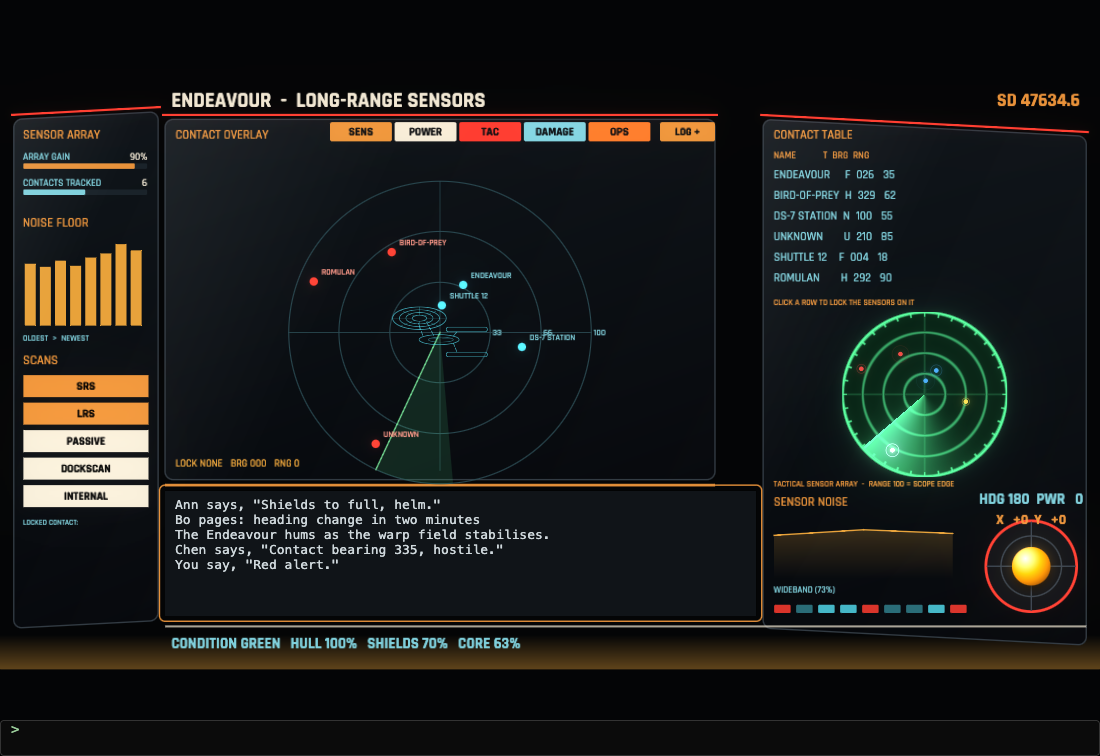 ENDEAVOUR - LONG-RANGE SENSORS
SD 47634.6
SENSOR ARRAY
ARRAY GAIN 90%
CONTACTS TRACKED 6
NOISE FLOOR
OLDEST > NEWEST
SCANS
SRS
LRS
PASSIVE
DOCKSCAN
INTERNAL
LOCKED CONTACT:
CONTACT OVERLAY
SENS POWER TAC DAMAGE OPS LOG +
BIRD-OF-PREY
ROMULAN
ENDEAVOUR
SHUTTLE 12
33 66 100
DS-7 STATION
UNKNOWN
LOCK NONE BRG 000 RNG 0
Ann says, "Shields to full, helm."
Bo pages: heading change in two minutes
The Endeavour hums as the warp field stabilises.
Chen says, "Contact bearing 335, hostile."
You say, "Red alert."
CONTACT TABLE
NAME T BRG RNG
ENDEAVOUR F 026 35
BIRD-OF-PREY H 329 62
DS-7 STATION N 100 55
UNKNOWN U 210 85
SHUTTLE 12 F 004 18
ROMULAN H 292 90
CLICK A ROW TO LOCK THE SENSORS ON IT
TACTICAL SENSOR ARRAY - RANGE 100 = SCOPE EDGE
SENSOR NOISE
HDG 180 PWR 0
X +0 Y +0
WIDEBAND (73%)
CONDITION GREEN HULL 100% SHIELDS 70% CORE 63%
>